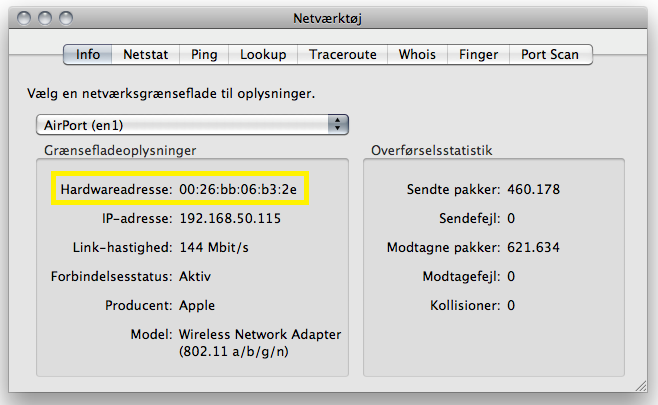 Netværktøj
Info Netstat Ping Lookup Traceroute Whois Finger Port Scan
Vælg en netværksgrænseflade til oplysninger.
AirPort (en1)
Grænsefladeoplysninger
Hardwareadresse: 00:26:bb:06:b3:2e
IP-adresse: 192.168.50.115
Link-hastighed: 144 Mbit/s
Forbindelsesstatus: Aktiv
Producent: Apple
Model: Wireless Network Adapter
(802.11 a/b/g/n)
Overførselsstatistik
Sendte pakker: 460.178
Sendefejl: 0
Modtagne pakker: 621.634
Modtagefejl: 0
Kollisioner: 0